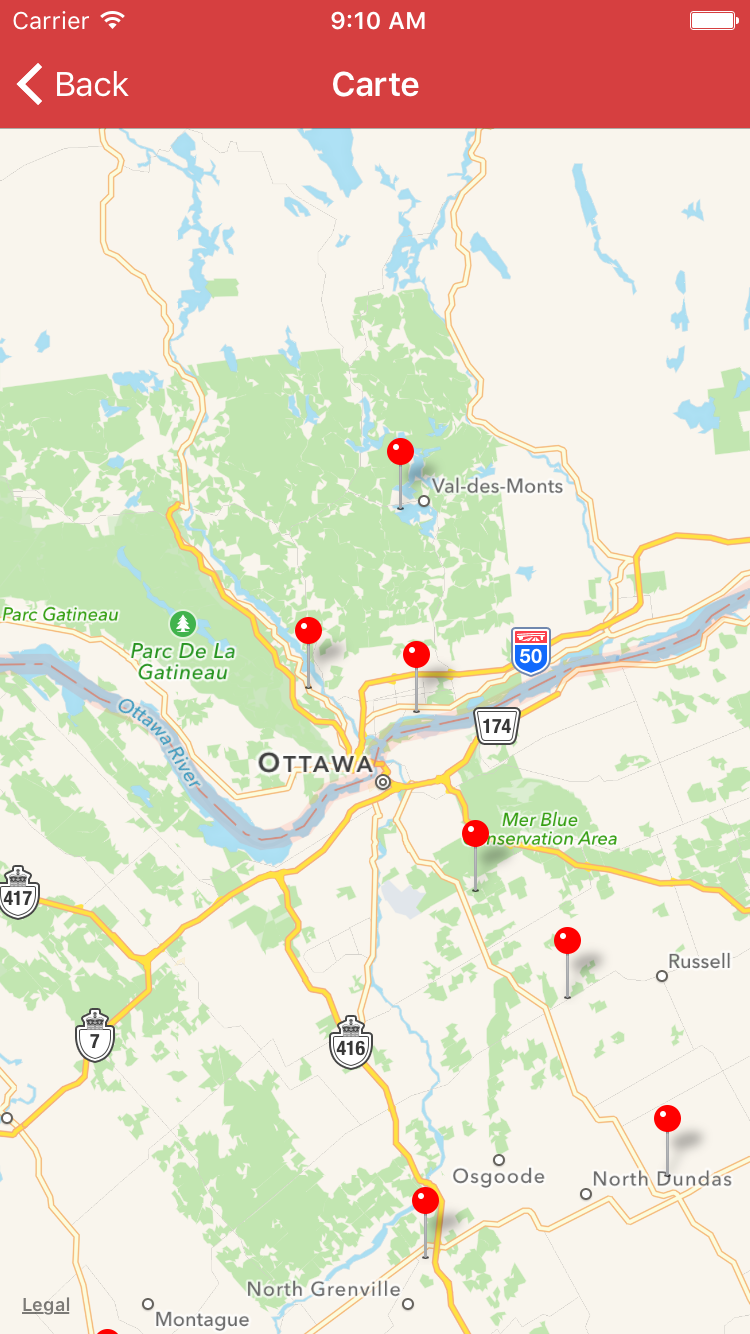 Carrier 9:10 AM
Back Carte
Val-des-Monts
Parc Gatineau
Parc De La
Gatineau
50
Ottawa River
174
OTTAWA
Mer Blue
nservation Area
417
Russell
7
416
Osgoode
North Dundas
North Grenville
Legal
Montague